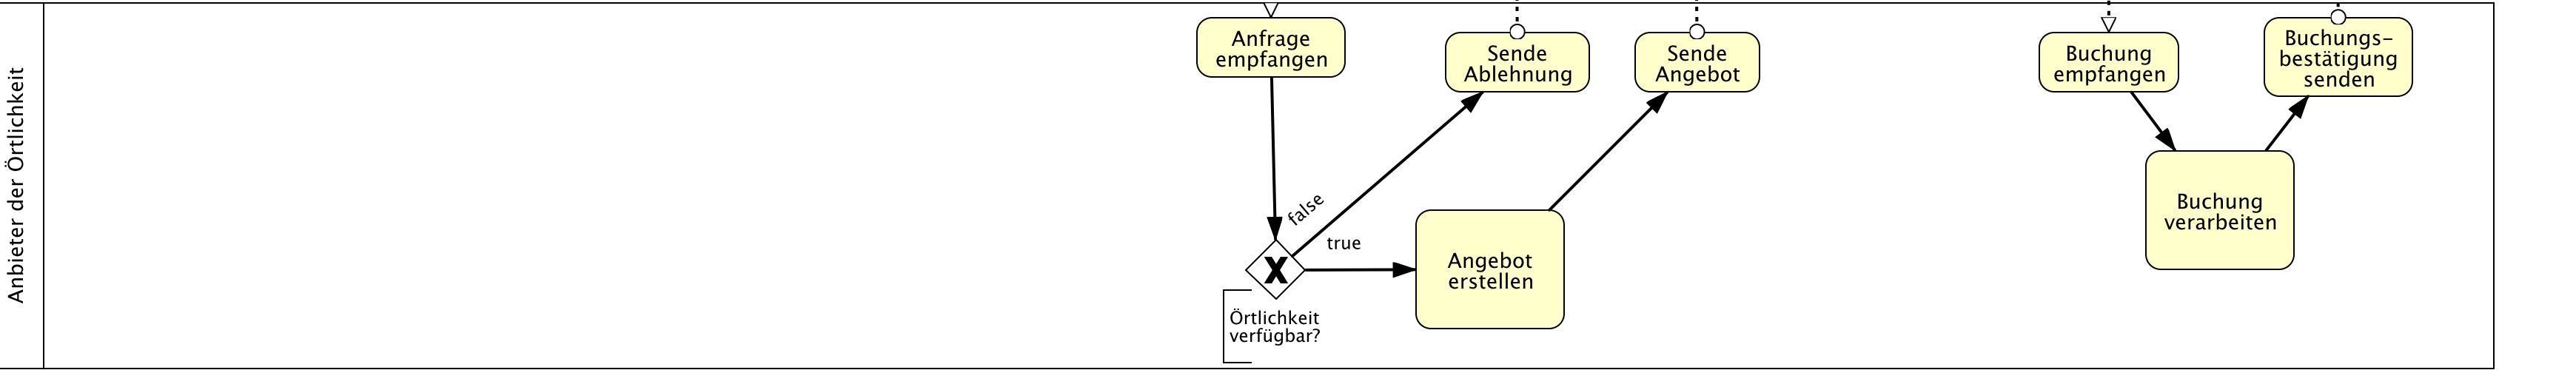 Anbieter der Örtlichkeit
Anfrage
empfangen
Sende
Ablehnung
Sende
Angebot
Buchung
empfangen
Buchungs-
bestätigung
senden
false
true
Angebot
erstellen
Buchung
verarbeiten
X
Örtlichkeit
verfügbar?